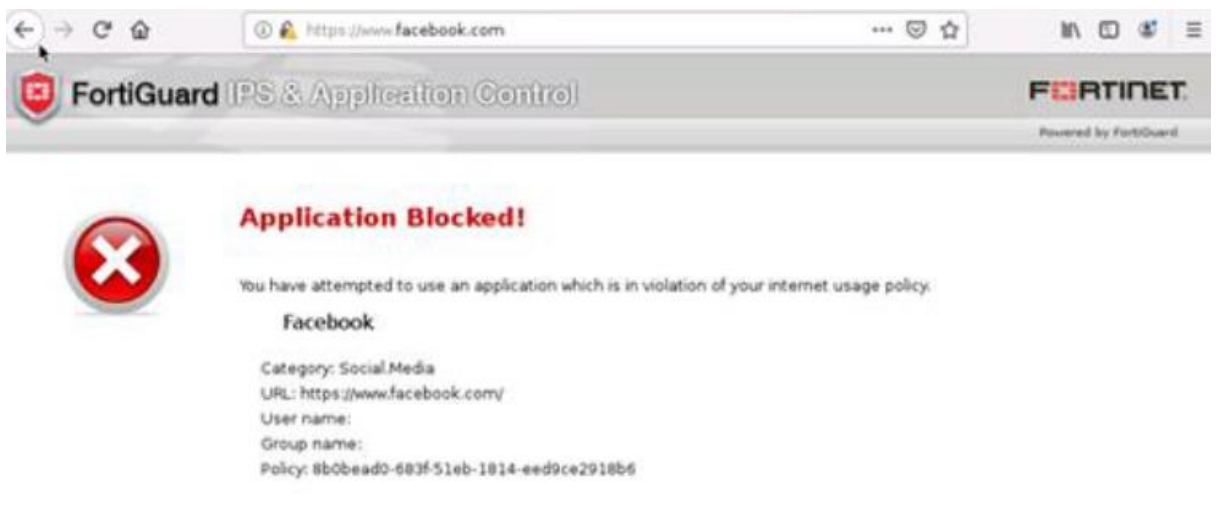 https://www.facebook.com
FortiGuard IPS & Application Control
FORTINET
Powered by FortiGuard
Application Blocked!
You have attempted to use an application which is in violation of your internet usage policy.
Facebook
Category: Social.Media
URL: https://www.facebook.com/
User name:
Group name:
Policy: 8b0bead0-683f-51eb-1814-eed9ce2918b6